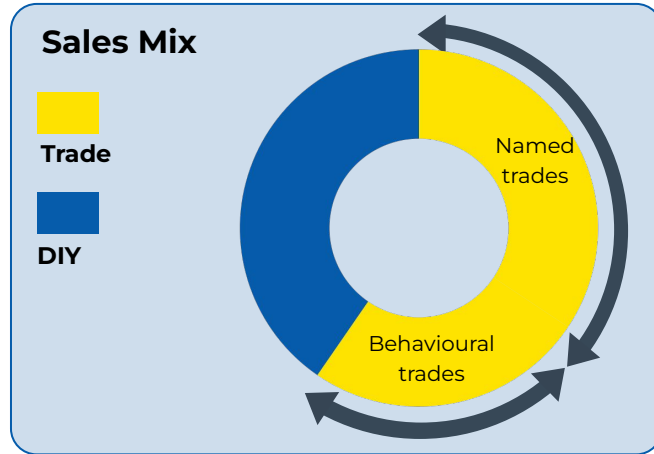 Sales Mix
Trade
DIY
Named
trades
Behavioural
trades